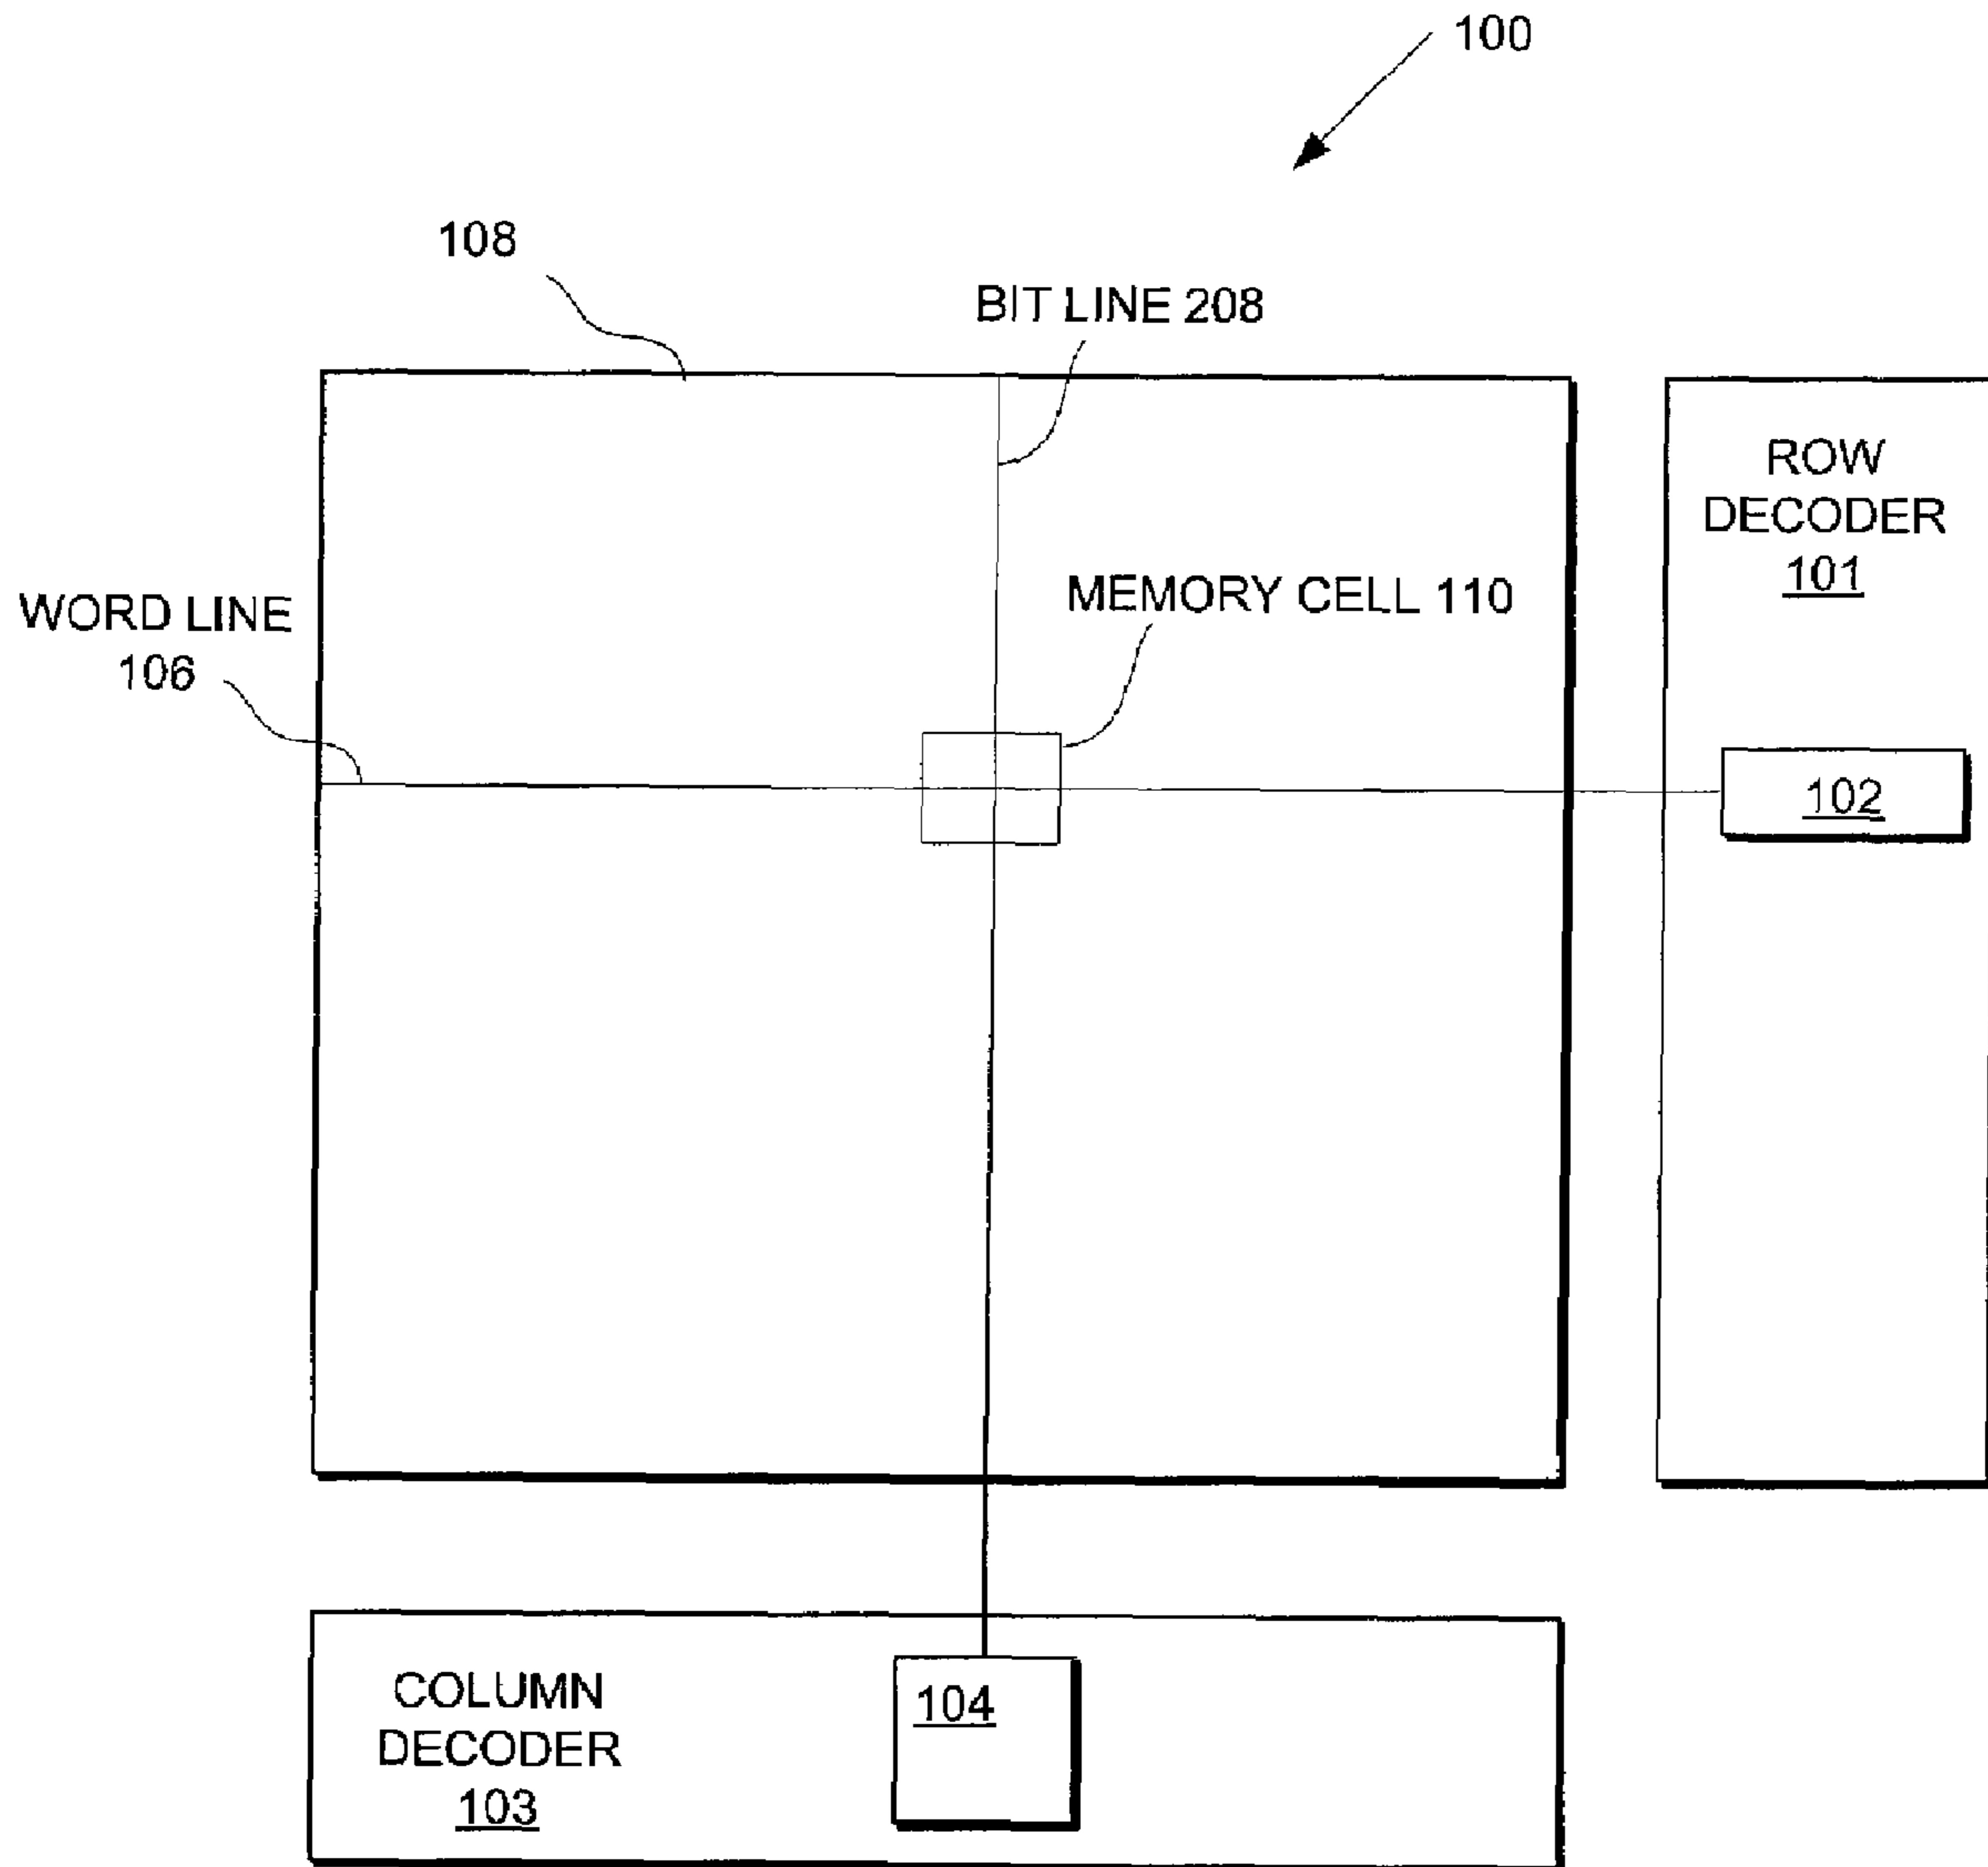 100
108
BIT LINE 208
ROW
DECODER
101
MEMORY CELL 110
WORD LINE
106
102
104
COLUMN
DECODER
103